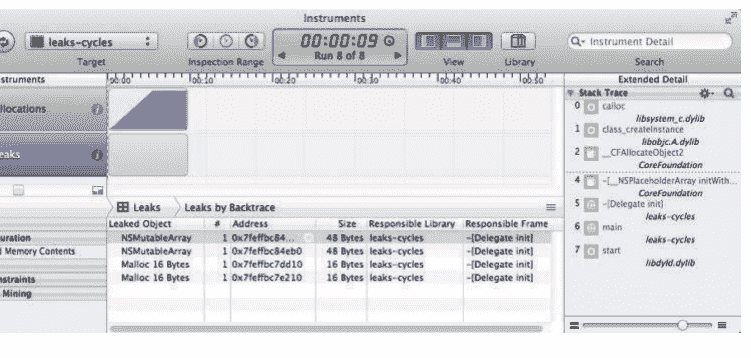 Instruments
leaks-cycles
00:00:09
Run 8 of 8
Instrument Detail
Target
Inspection Range
View
Library
Search
struments
00:00
00:10
00:20
00:30
00:40
00:50
Extended Detail
Stack Trace
llocations
eaks
0 calloc
libsystem_c.dylib
1 class_createInstance
libobjc.A.dylib
2 __CFAllocateObject2
CoreFoundation
4 -[__NSPlaceholderArray initWith...
CoreFoundation
5 -[Delegate init]
leaks-cycles
6 main
leaks-cycles
7 start
libdyld.dylib
Leaks
Leaks by Backtrace
Leaked Object # Address Size Responsible Library Responsible Frame
NSMutableArray 1 0x7feffbc84... 48 Bytes leaks-cycles -[Delegate init]
NSMutableArray 1 0x7feffbc84eb0 48 Bytes leaks-cycles -[Delegate init]
Malloc 16 Bytes 1 0x7feffbc7dd10 16 Bytes leaks-cycles -[Delegate init]
Malloc 16 Bytes 1 0x7feffbc7e210 16 Bytes leaks-cycles -[Delegate init]
uration
d Memory Contents
nstraints
Mining